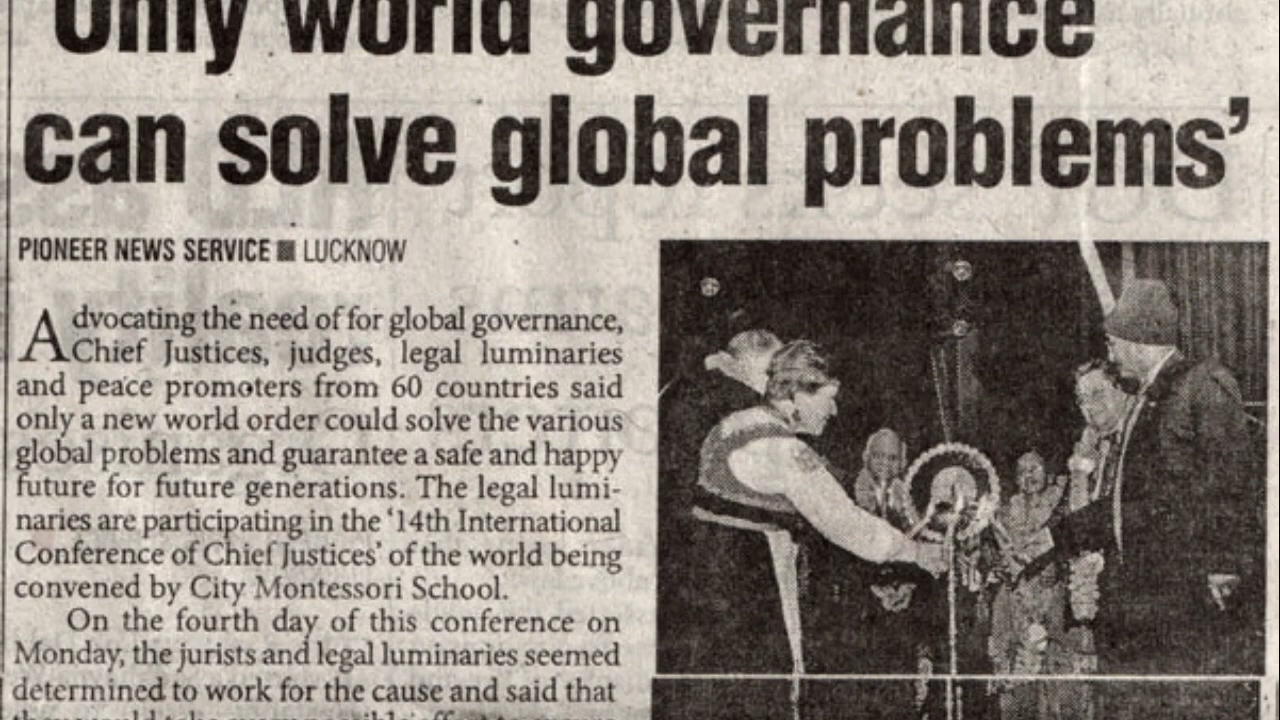 'Only world governance
can solve global problems'
PIONEER NEWS SERVICE ■ LUCKNOW
Advocating the need of for global governance,
Chief Justices, judges, legal luminaries
and peace promoters from 60 countries said
only a new world order could solve the various
global problems and guarantee a safe and happy
future for future generations. The legal lumi-
naries are participating in the '14th International
Conference of Chief Justices' of the world being
convened by City Montessori School.
On the fourth day of this conference on
Monday, the jurists and legal luminaries seemed
determined to work for the cause and said that